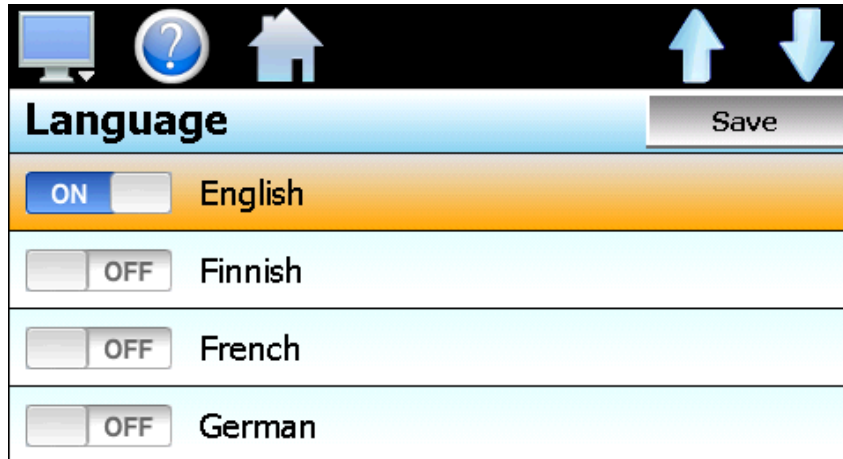 ?
Language
Save
ON English
OFF Finnish
OFF French
OFF German